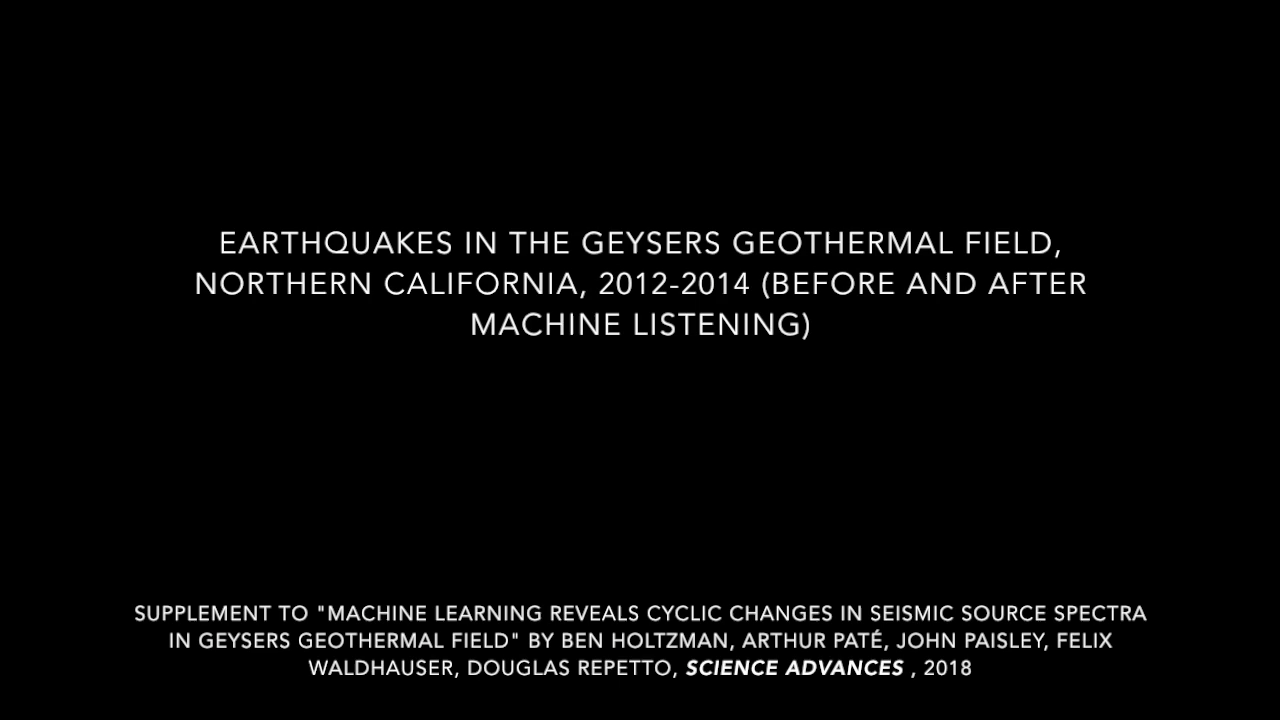 EARTHQUAKES IN THE GEYSERS GEOTHERMAL FIELD,
NORTHERN CALIFORNIA, 2012-2014 (BEFORE AND AFTER
MACHINE LISTENING)
SUPPLEMENT TO "MACHINE LEARNING REVEALS CYCLIC CHANGES IN SEISMIC SOURCE SPECTRA
IN GEYSERS GEOTHERMAL FIELD" BY BEN HOLTZMAN, ARTHUR PATÉ, JOHN PAISLEY, FELIX
WALDHAUSER, DOUGLAS REPETTO, SCIENCE ADVANCES , 2018